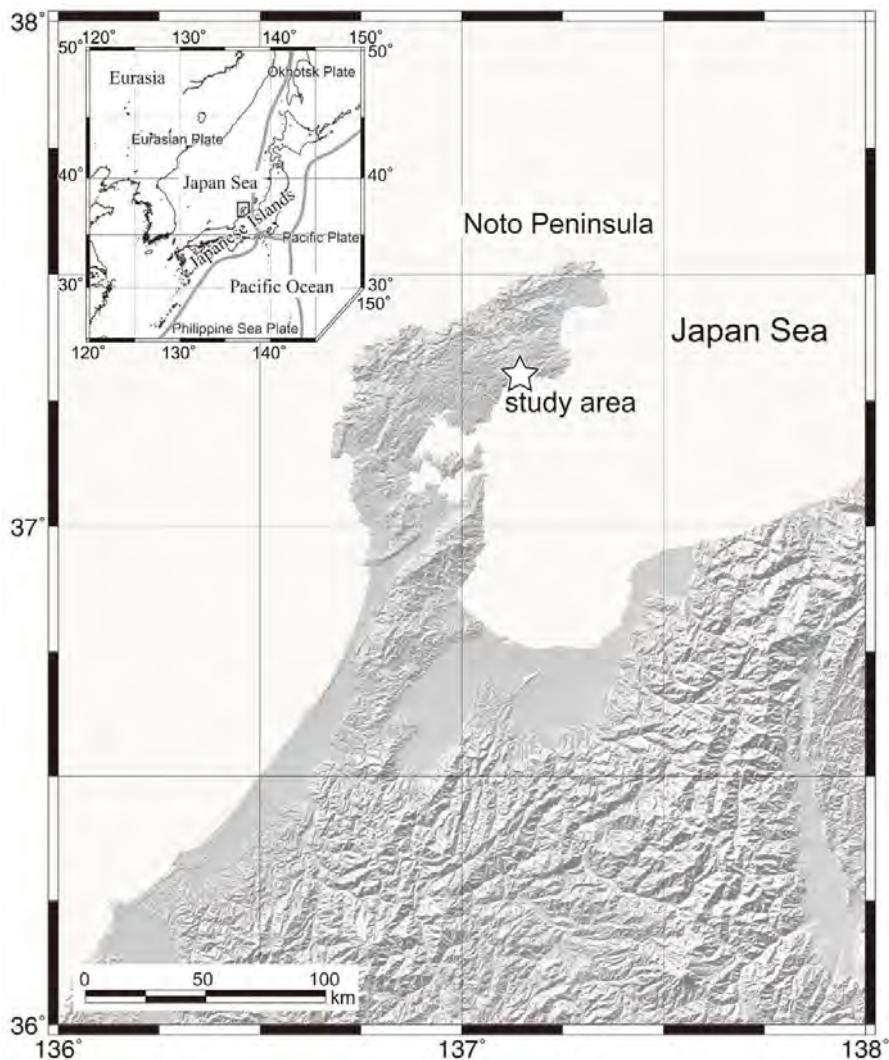 38°
120° 130° 140° 150°
50° 50°
Okhotsk Plate
Eurasia
Eurasian Plate
40° 40°
Japan Sea
Japanese Islands
Pacific Plate
30° 30°
Pacific Ocean 150°
Philippine Sea Plate
120° 130° 140°
Noto Peninsula
Japan Sea
study area
37°
0 50 100
km
36°
136° 137° 138°